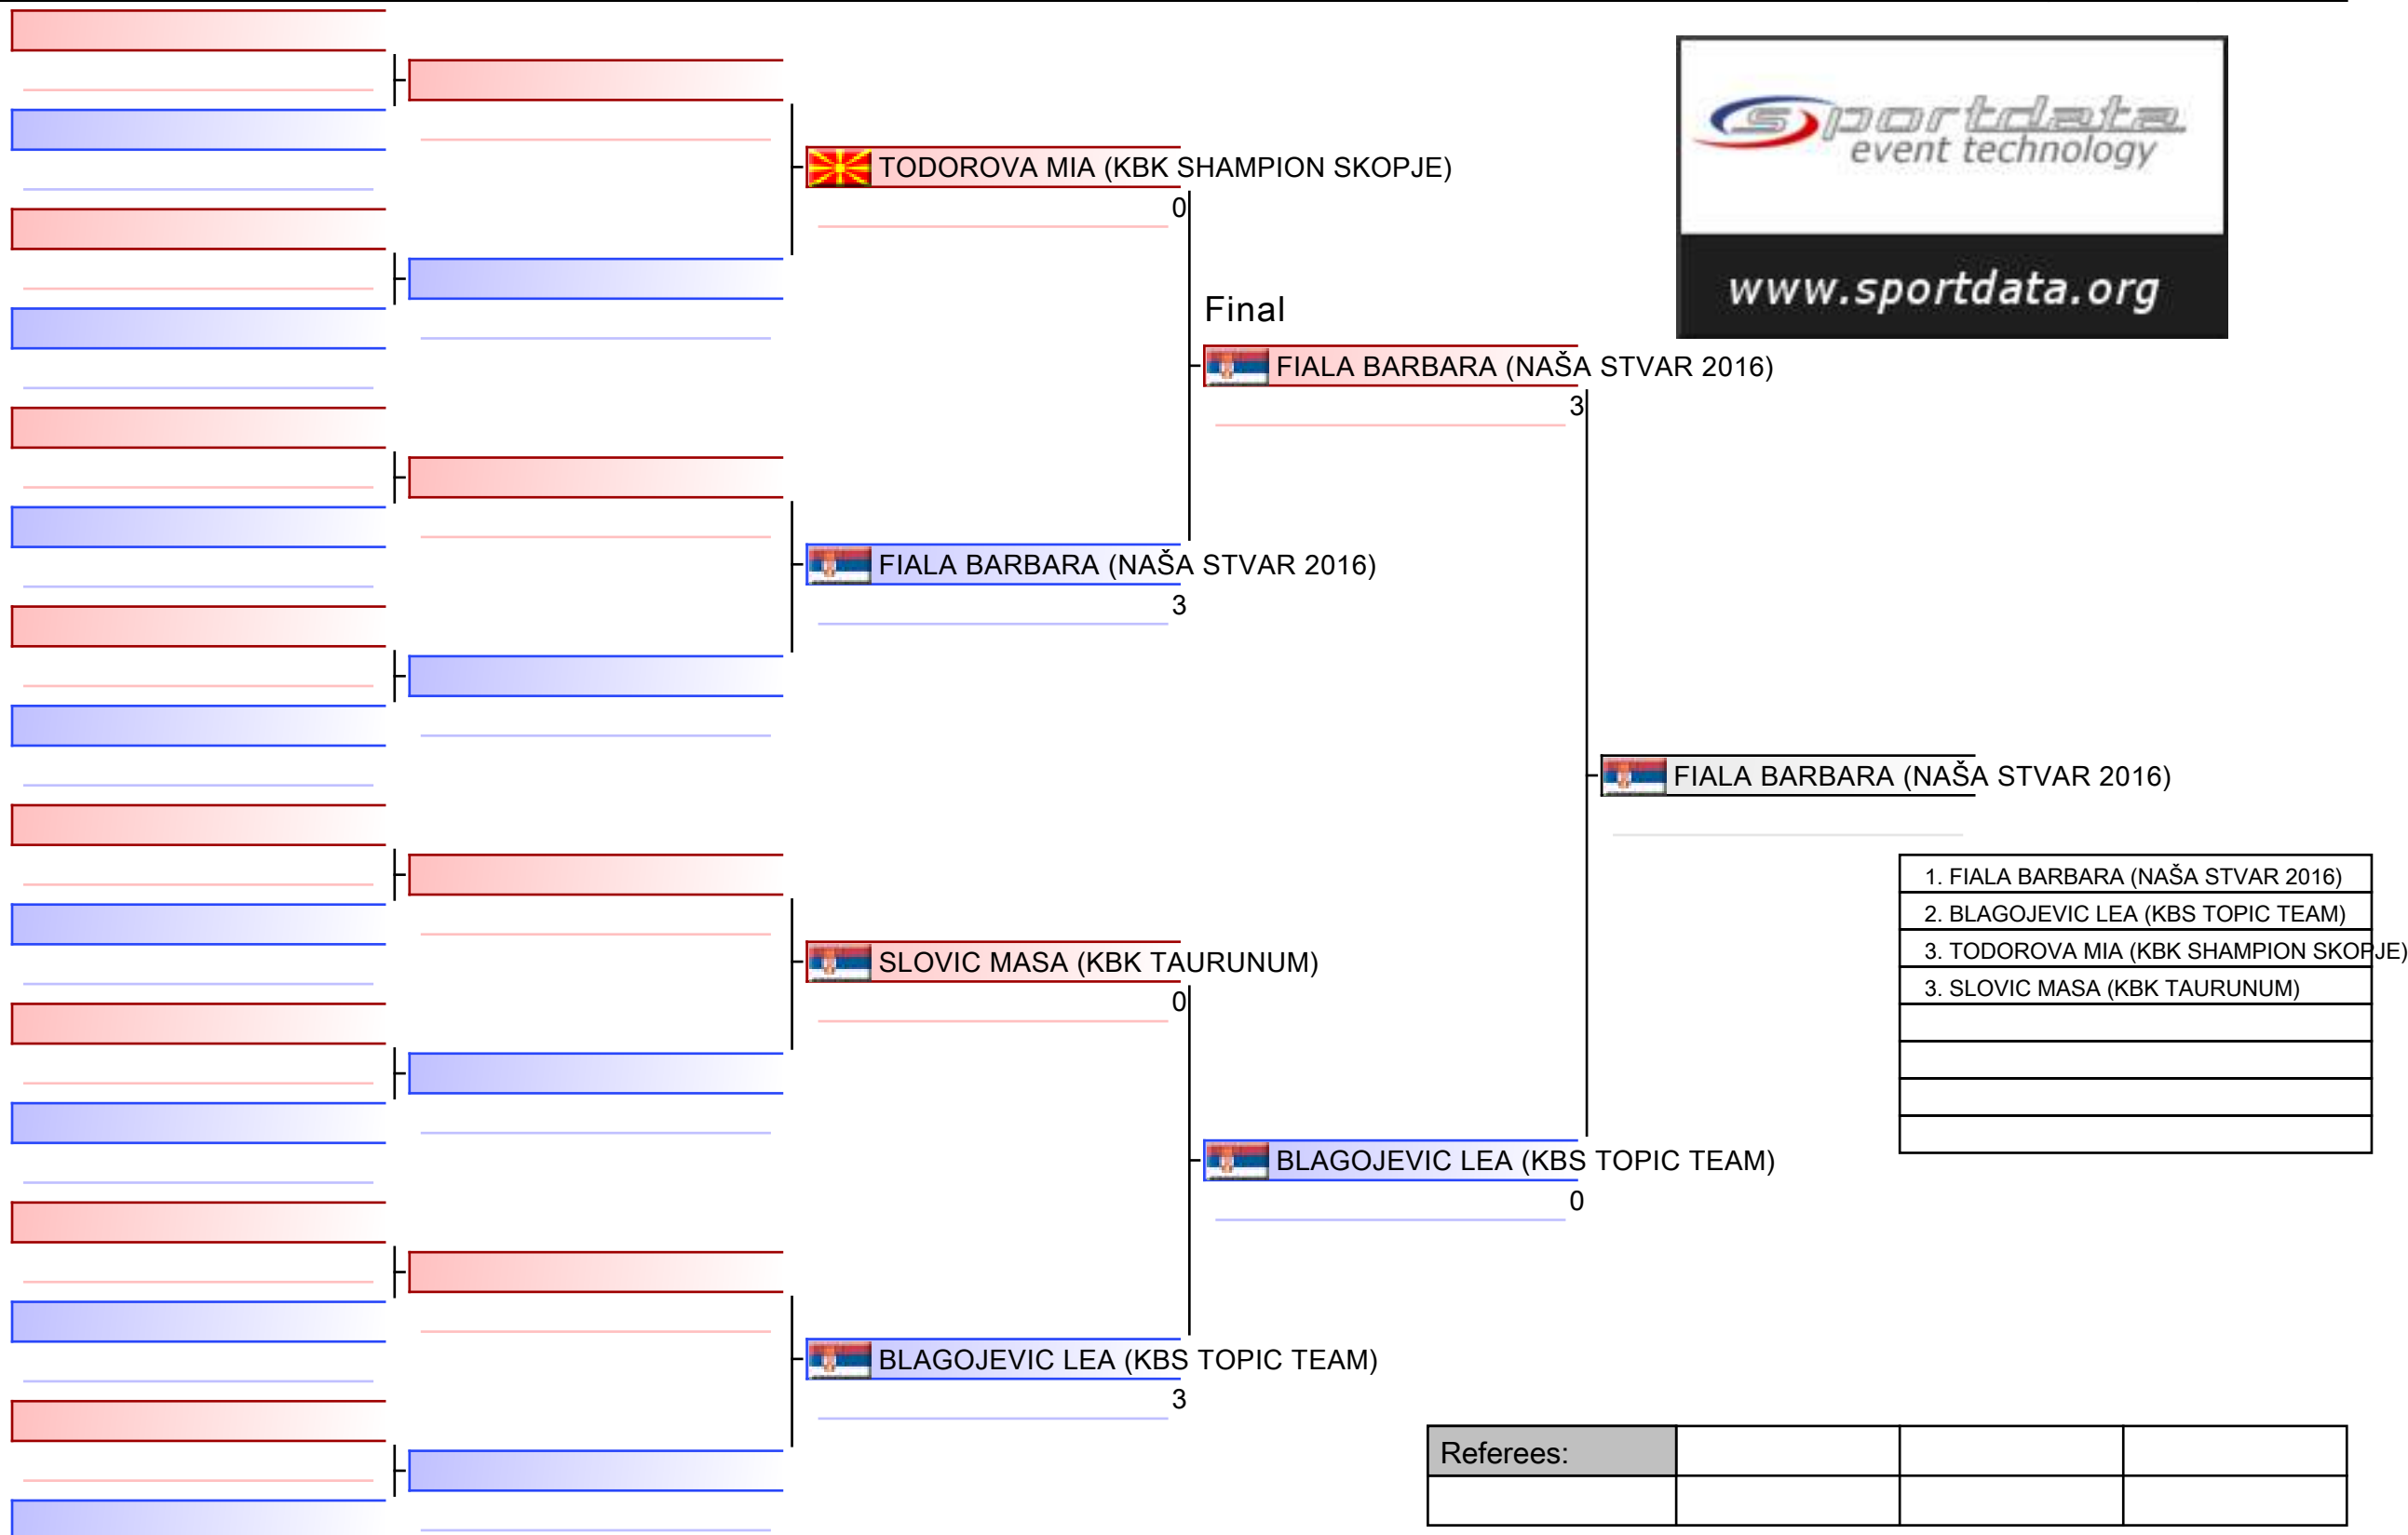 sportdata
event technology
www.sportdata.org
TODOROVA MIA (KBK SHAMPION SKOPJE)
0
Final
FIALA BARBARA (NAŠA STVAR 2016)
3
FIALA BARBARA (NAŠA STVAR 2016)
3
FIALA BARBARA (NAŠA STVAR 2016)
1. FIALA BARBARA (NAŠA STVAR 2016)
2. BLAGOJEVIC LEA (KBS TOPIC TEAM)
3. TODOROVA MIA (KBK SHAMPION SKOPJE)
3. SLOVIC MASA (KBK TAURUNUM)
SLOVIC MASA (KBK TAURUNUM)
0
BLAGOJEVIC LEA (KBS TOPIC TEAM)
0
BLAGOJEVIC LEA (KBS TOPIC TEAM)
3
Referees: